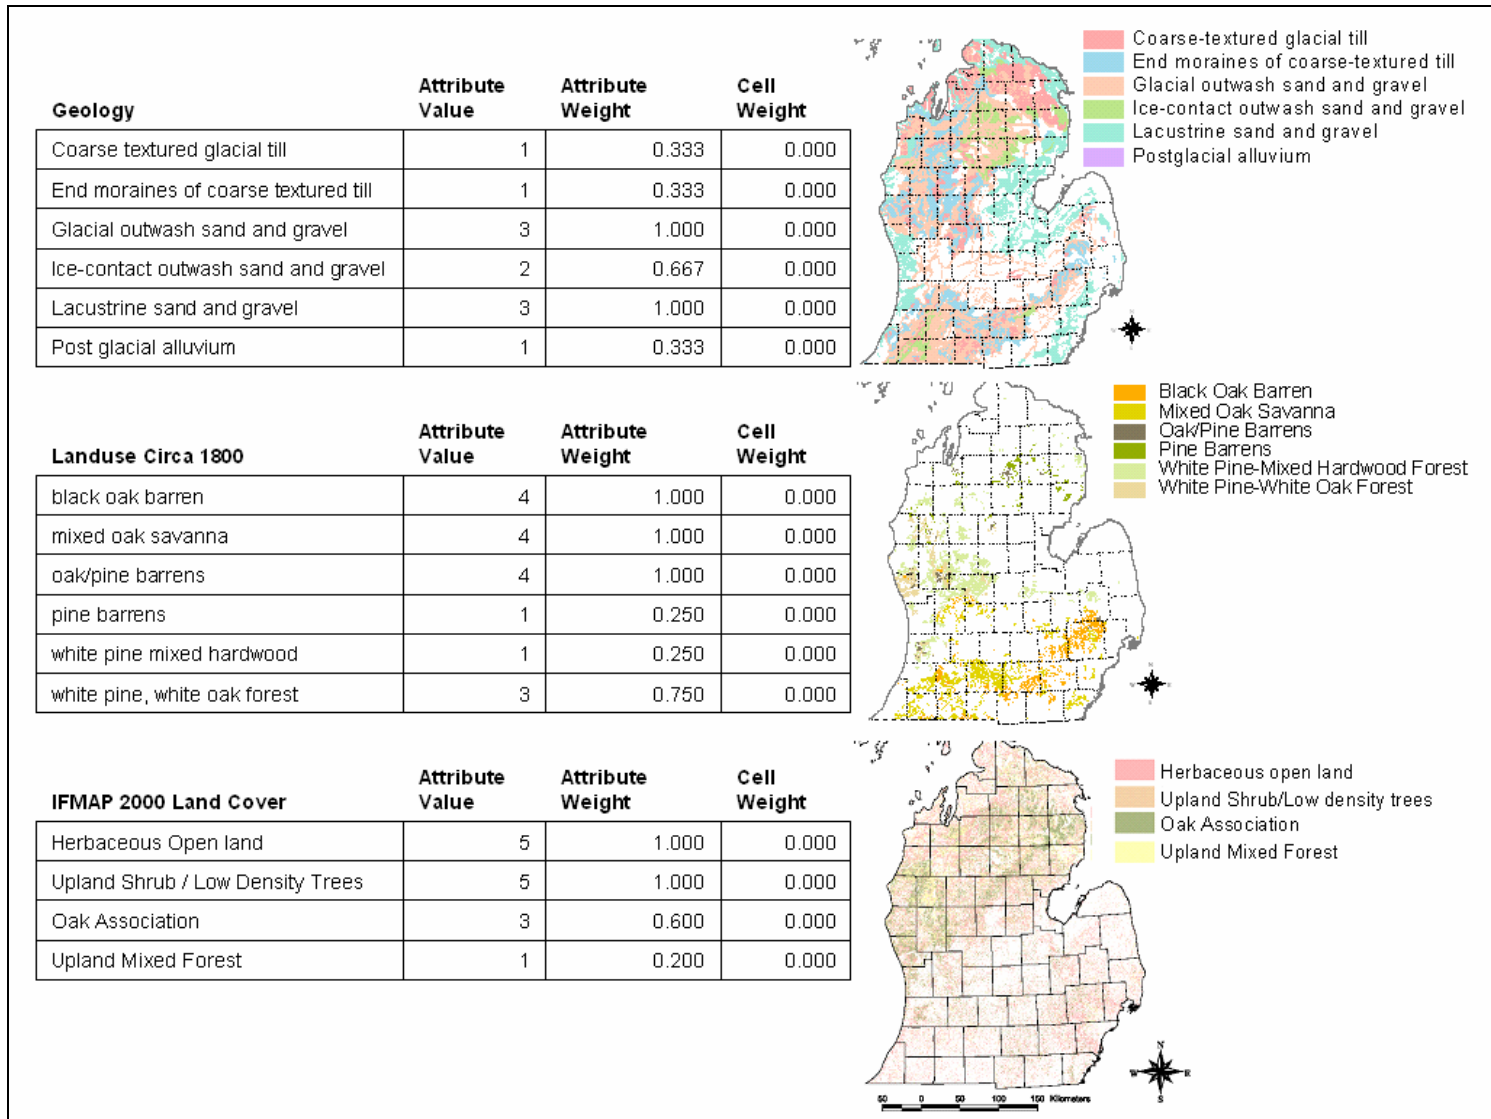 Geology Attribute Value Attribute Weight Cell Weight
Coarse textured glacial till 1 0.333 0.000
End moraines of coarse textured till 1 0.333 0.000
Glacial outwash sand and gravel 3 1.000 0.000
Ice-contact outwash sand and gravel 2 0.667 0.000
Lacustrine sand and gravel 3 1.000 0.000
Post glacial alluvium 1 0.333 0.000
Coarse-textured glacial till
End moraines of coarse-textured till
Glacial outwash sand and gravel
Ice-contact outwash sand and gravel
Lacustrine sand and gravel
Postglacial alluvium
Landuse Circa 1800 Attribute Value Attribute Weight Cell Weight
black oak barren 4 1.000 0.000
mixed oak savanna 4 1.000 0.000
oak/pine barrens 4 1.000 0.000
pine barrens 1 0.250 0.000
white pine mixed hardwood 1 0.250 0.000
white pine, white oak forest 3 0.750 0.000
Black Oak Barren
Mixed Oak Savanna
Oak/Pine Barrens
Pine Barrens
White Pine-Mixed Hardwood Forest
White Pine-White Oak Forest
IFMAP 2000 Land Cover Attribute Value Attribute Weight Cell Weight
Herbaceous Open land 5 1.000 0.000
Upland Shrub / Low Density Trees 5 1.000 0.000
Oak Association 3 0.600 0.000
Upland Mixed Forest 1 0.200 0.000
Herbaceous open land
Upland Shrub/Low density trees
Oak Association
Upland Mixed Forest
N
W E
S
50 0 50 100 150 Kilometers